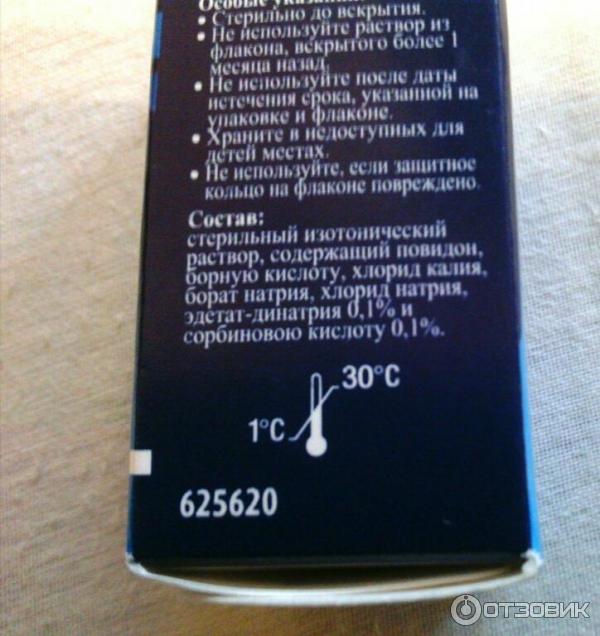 Особые указания
• Стерильно до вскрытия.
• Не используйте раствор из
флакона, вскрытого более 1
месяца назад.
• Не используйте после даты
истечения срока, указанной на
упаковке и флаконе.
• Храните в недоступных для
детей местах.
• Не используйте, если защитное
кольцо на флаконе повреждено.
Состав:
стерильный изотонический
раствор, содержащий повидон,
борную кислоту, хлорид калия,
борат натрия, хлорид натрия,
эдетат-динатрия 0,1% и
сорбиновою кислоту 0,1%.
30°C
1°C
625620
ОТЗОВИК